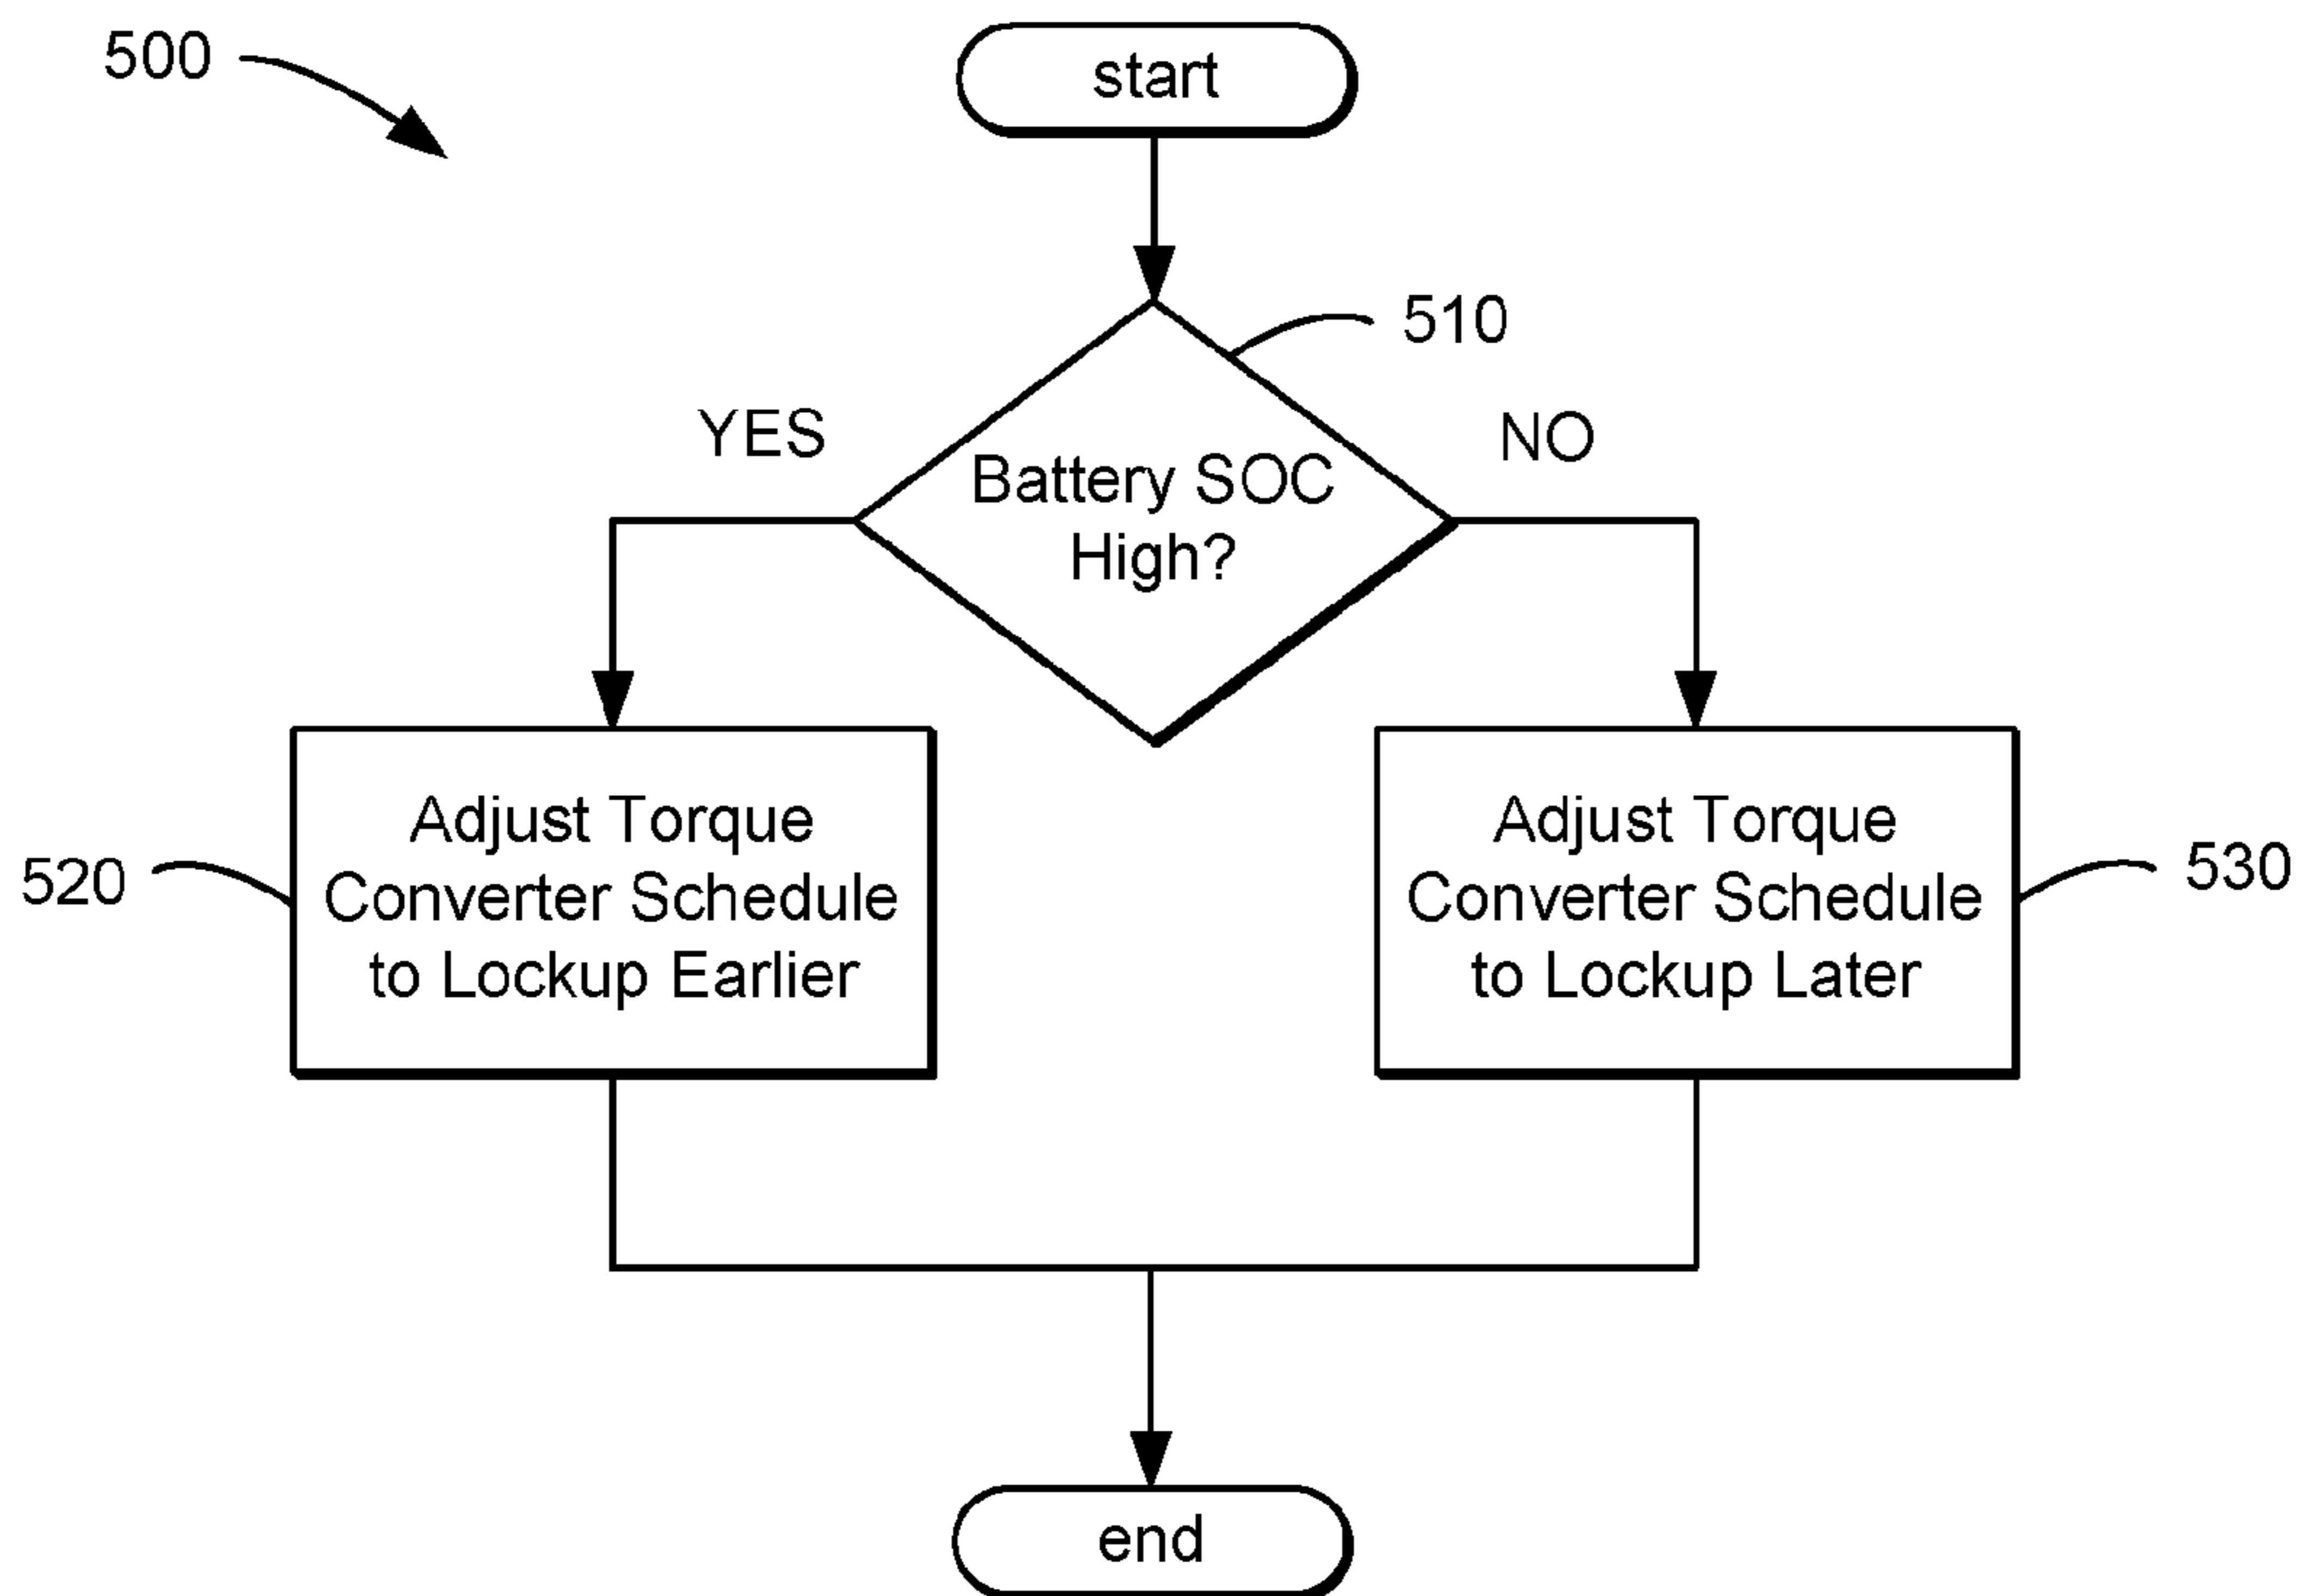 500
start
510
YES
NO
Battery SOC
High?
520
Adjust Torque
Converter Schedule
to Lockup Earlier
Adjust Torque
Converter Schedule
to Lockup Later
530
end